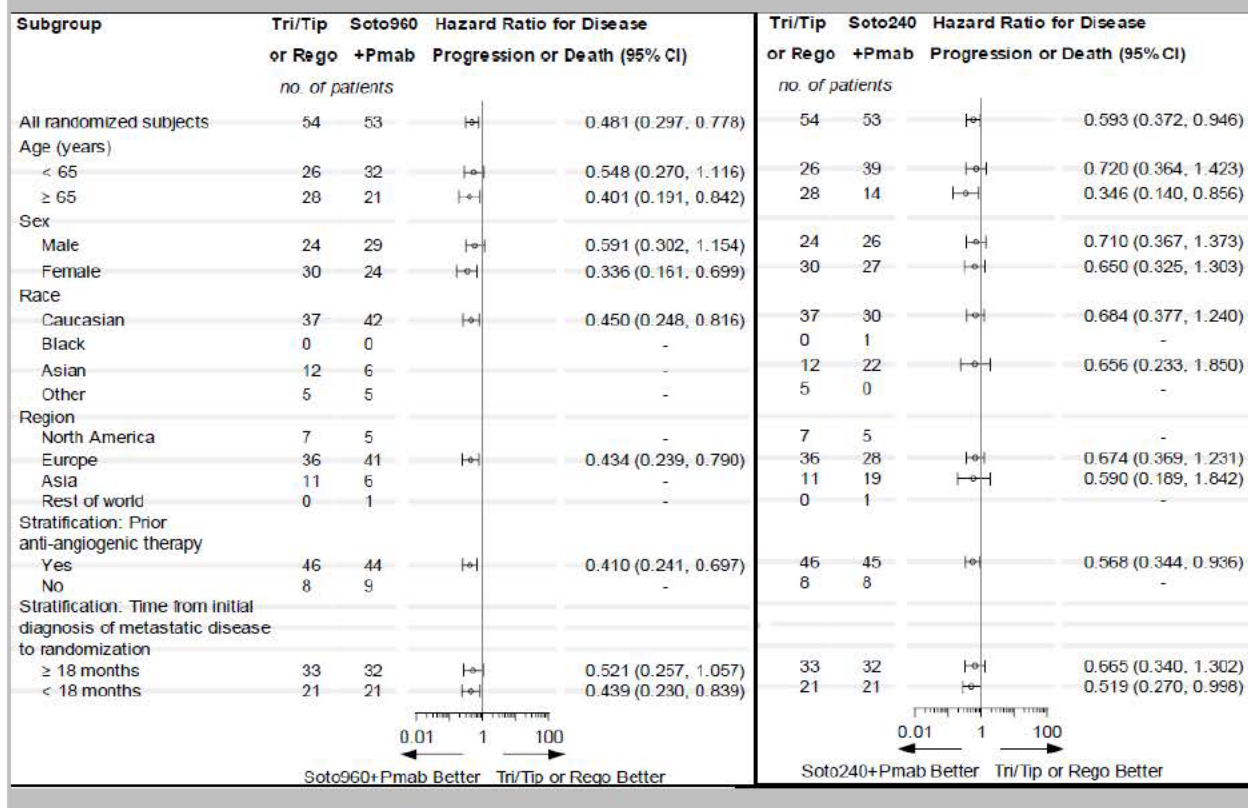 Subgroup Tri/Tip Soto960 Hazard Ratio for Disease
or Rego +Pmab Progression or Death (95% CI)
no. of patients
All randomized subjects 54 53 0.481 (0.297, 0.778)
Age (years)
< 65 26 32 0.548 (0.270, 1.116)
≥ 65 28 21 0.401 (0.191, 0.842)
Sex
Male 24 29 0.591 (0.302, 1.154)
Female 30 24 0.336 (0.161, 0.699)
Race
Caucasian 37 42 0.450 (0.248, 0.816)
Black 0 0 -
Asian 12 6 -
Other 5 5 -
Region
North America 7 5 -
Europe 36 41 0.434 (0.239, 0.790)
Asia 11 6 -
Rest of world 0 1 -
Stratification: Prior
anti-angiogenic therapy
Yes 46 44 0.410 (0.241, 0.697)
No 8 9 -
Stratification: Time from initial
diagnosis of metastatic disease
to randomization
≥ 18 months 33 32 0.521 (0.257, 1.057)
< 18 months 21 21 0.439 (0.230, 0.839)
0.01 1 100
Soto960+Pmab Better Tri/Tip or Rego Better
Tri/Tip Soto240 Hazard Ratio for Disease
or Rego +Pmab Progression or Death (95% CI)
no. of patients
54 53 0.593 (0.372, 0.946)
26 39 0.720 (0.364, 1.423)
28 14 0.346 (0.140, 0.856)
24 26 0.710 (0.367, 1.373)
30 27 0.650 (0.325, 1.303)
37 30 0.684 (0.377, 1.240)
0 1 -
12 22 0.656 (0.233, 1.850)
5 0 -
7 5 -
36 28 0.674 (0.369, 1.231)
11 19 0.590 (0.189, 1.842)
0 1 -
46 45 0.568 (0.344, 0.936)
8 8 -
33 32 0.665 (0.340, 1.302)
21 21 0.519 (0.270, 0.998)
0.01 1 100
Soto240+Pmab Better Tri/Tip or Rego Better